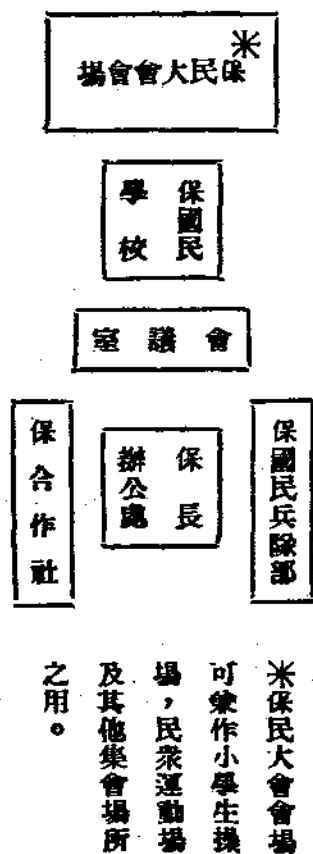 ※
保民大會會場
保國民
學校
會議室
保國民兵隊部
保長
辦公處
保合作社
※保民大會會場
可兼作小學生操
場，民衆運動場
及其他集會場所
之用。